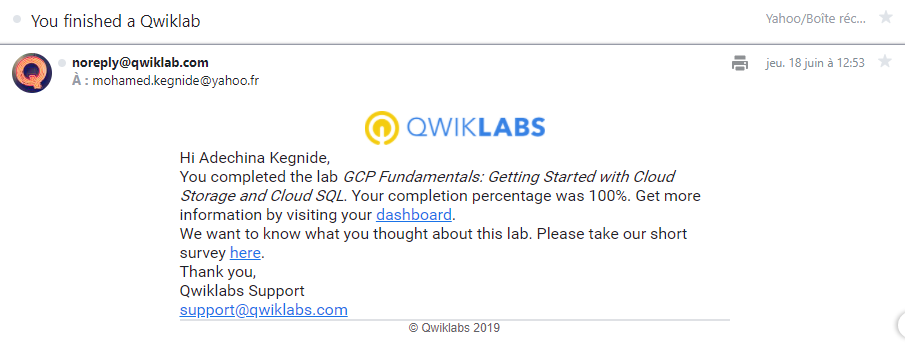 You finished a Qwiklab
Yahoo/Boîte réc...
noreply@qwiklab.com
jeu. 18 juin à 12:53
À : mohamed.kegnide@yahoo.fr
QWIKLABS
Hi Adechina Kegnide,
You completed the lab GCP Fundamentals: Getting Started with Cloud
Storage and Cloud SQL. Your completion percentage was 100%. Get more
information by visiting your dashboard.
We want to know what you thought about this lab. Please take our short
survey here.
Thank you,
Qwiklabs Support
support@qwiklabs.com
© Qwiklabs 2019